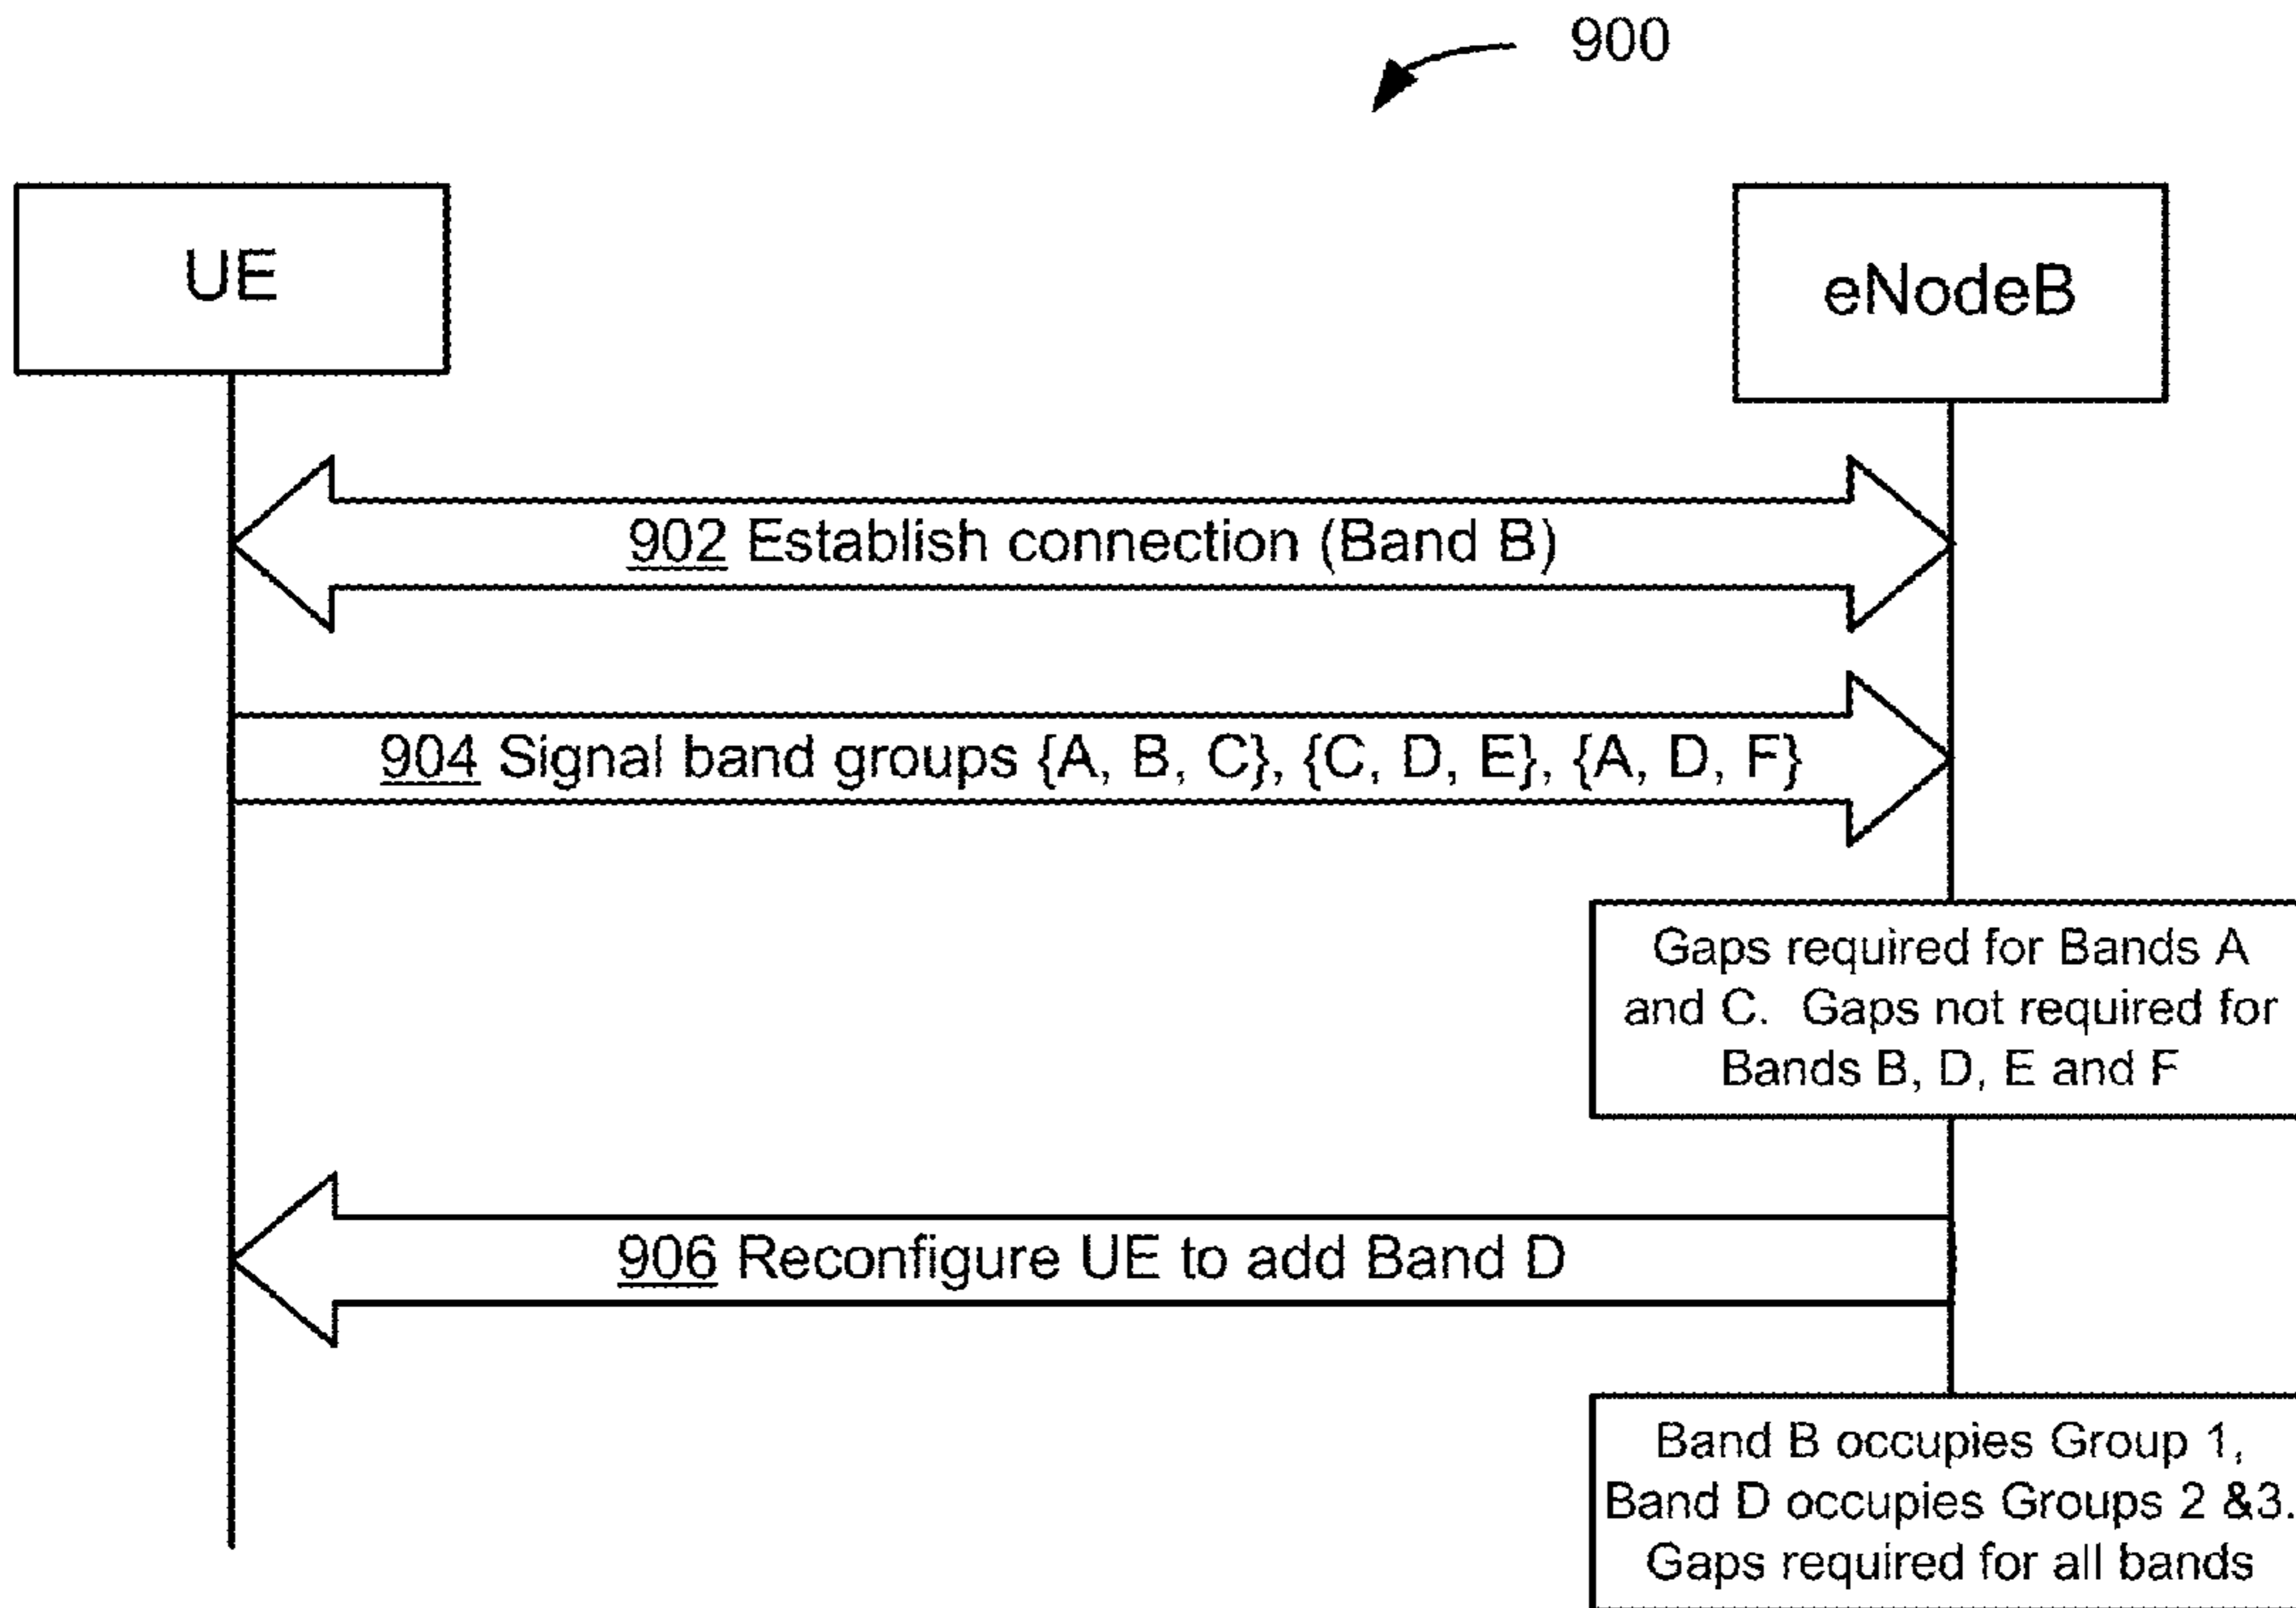 900
UE
eNodeB
902 Establish connection (Band B)
904 Signal band groups {A, B, C}, {C, D, E}, {A, D, F}
Gaps required for Bands A
and C. Gaps not required for
Bands B, D, E and F
906 Reconfigure UE to add Band D
Band B occupies Group 1,
Band D occupies Groups 2 &3.
Gaps required for all bands